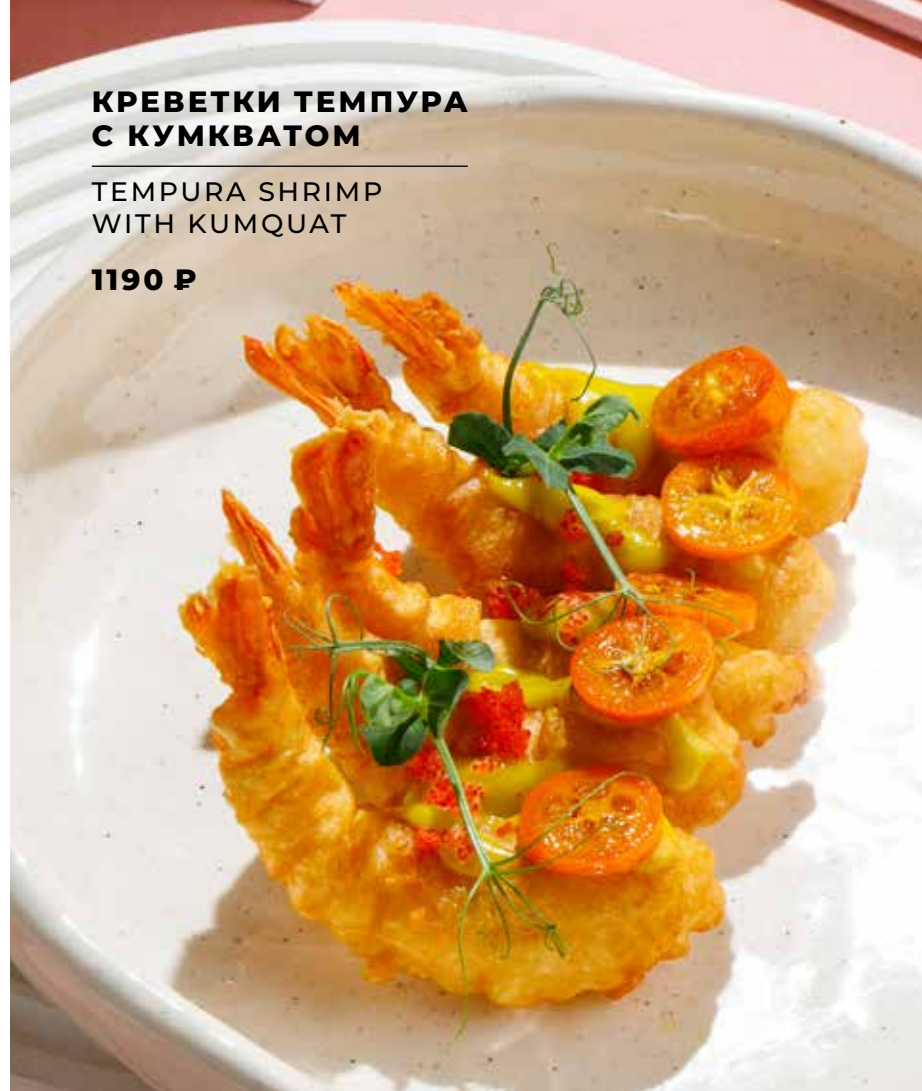 КРЕВЕТКИ ТЕМПУРА
С КУМКВАТОМ
TEMPURA SHRIMP
WITH KUMQUAT
1190 ₽